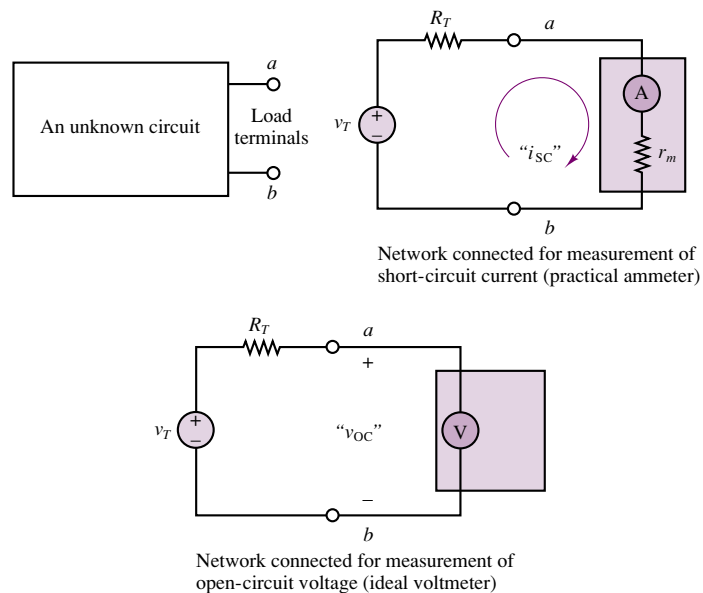 An unknown circuit
a
Load
terminals
b
R_T
a
v_T
+
−
"i_SC"
A
r_m
b
Network connected for measurement of
short-circuit current (practical ammeter)
R_T
a
+
v_T
+
−
“v_OC”
V
−
b
Network connected for measurement of
open-circuit voltage (ideal voltmeter)